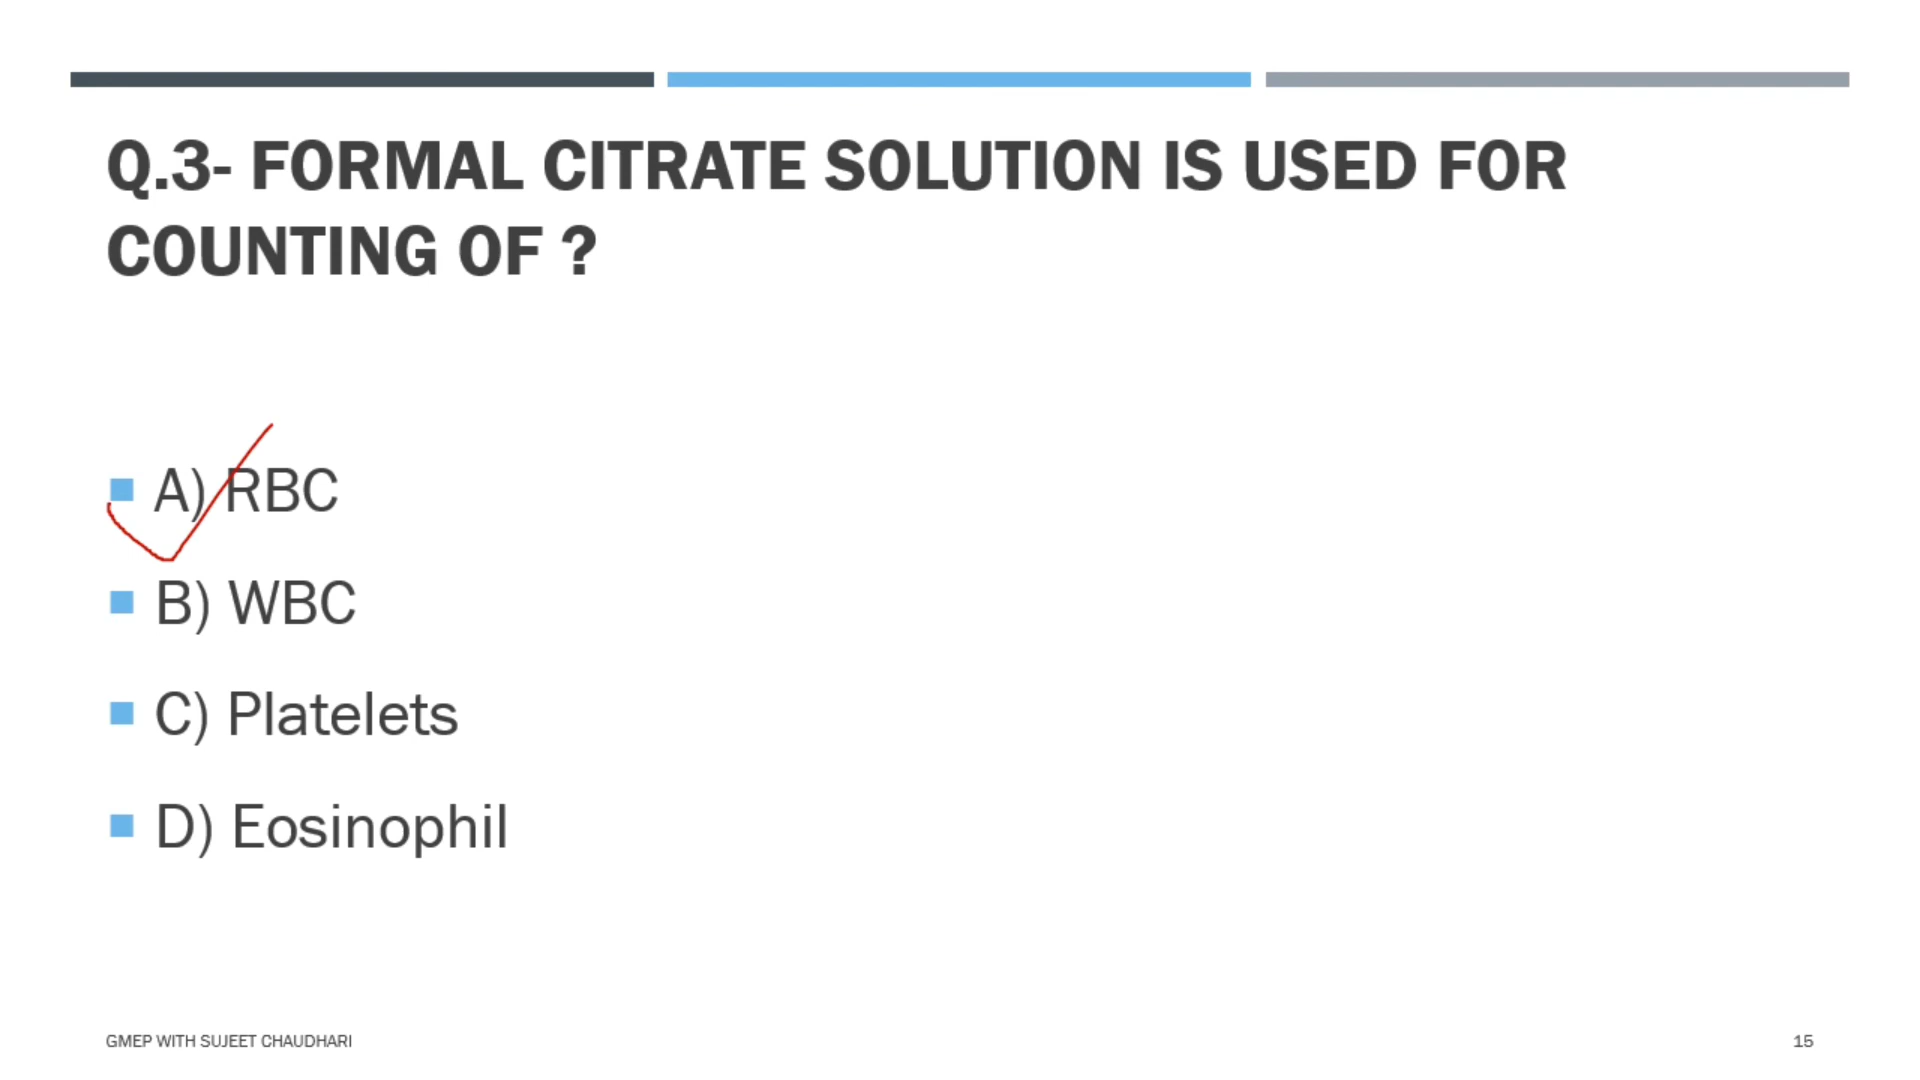 Q.3- FORMAL CITRATE SOLUTION IS USED FOR
COUNTING OF ?
A) RBC
B) WBC
C) Platelets
D) Eosinophil
GMEP WITH SUJEET CHAUDHARI
15